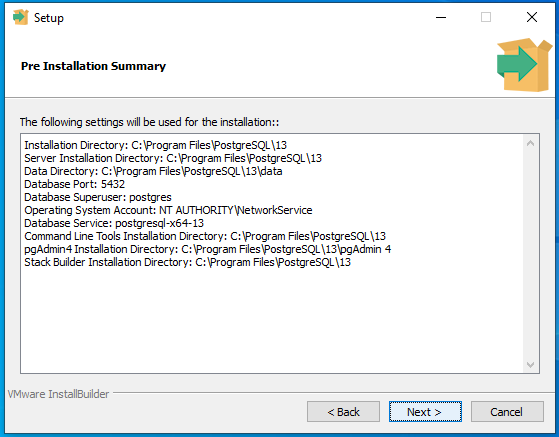 Setup
Pre Installation Summary
The following settings will be used for the installation::
Installation Directory: C:\Program Files\PostgreSQL\13
Server Installation Directory: C:\Program Files\PostgreSQL\13
Data Directory: C:\Program Files\PostgreSQL\13\data
Database Port: 5432
Database Superuser: postgres
Operating System Account: NT AUTHORITY\NetworkService
Database Service: postgresql-x64-13
Command Line Tools Installation Directory: C:\Program Files\PostgreSQL\13
pgAdmin4 Installation Directory: C:\Program Files\PostgreSQL\13\pgAdmin 4
Stack Builder Installation Directory: C:\Program Files\PostgreSQL\13
VMware InstallBuilder
< Back
Next >
Cancel